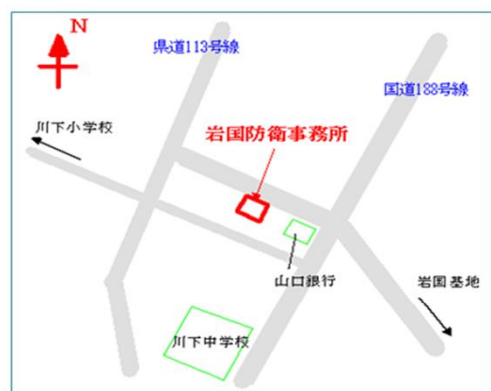 N
県道113号線
国道188号線
川下小学校
岩国防衛事務所
山口銀行
岩国基地
川下中学校